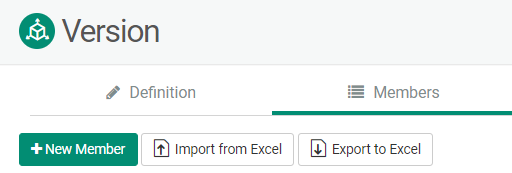 Version
Definition Members
New Member Import from Excel Export to Excel